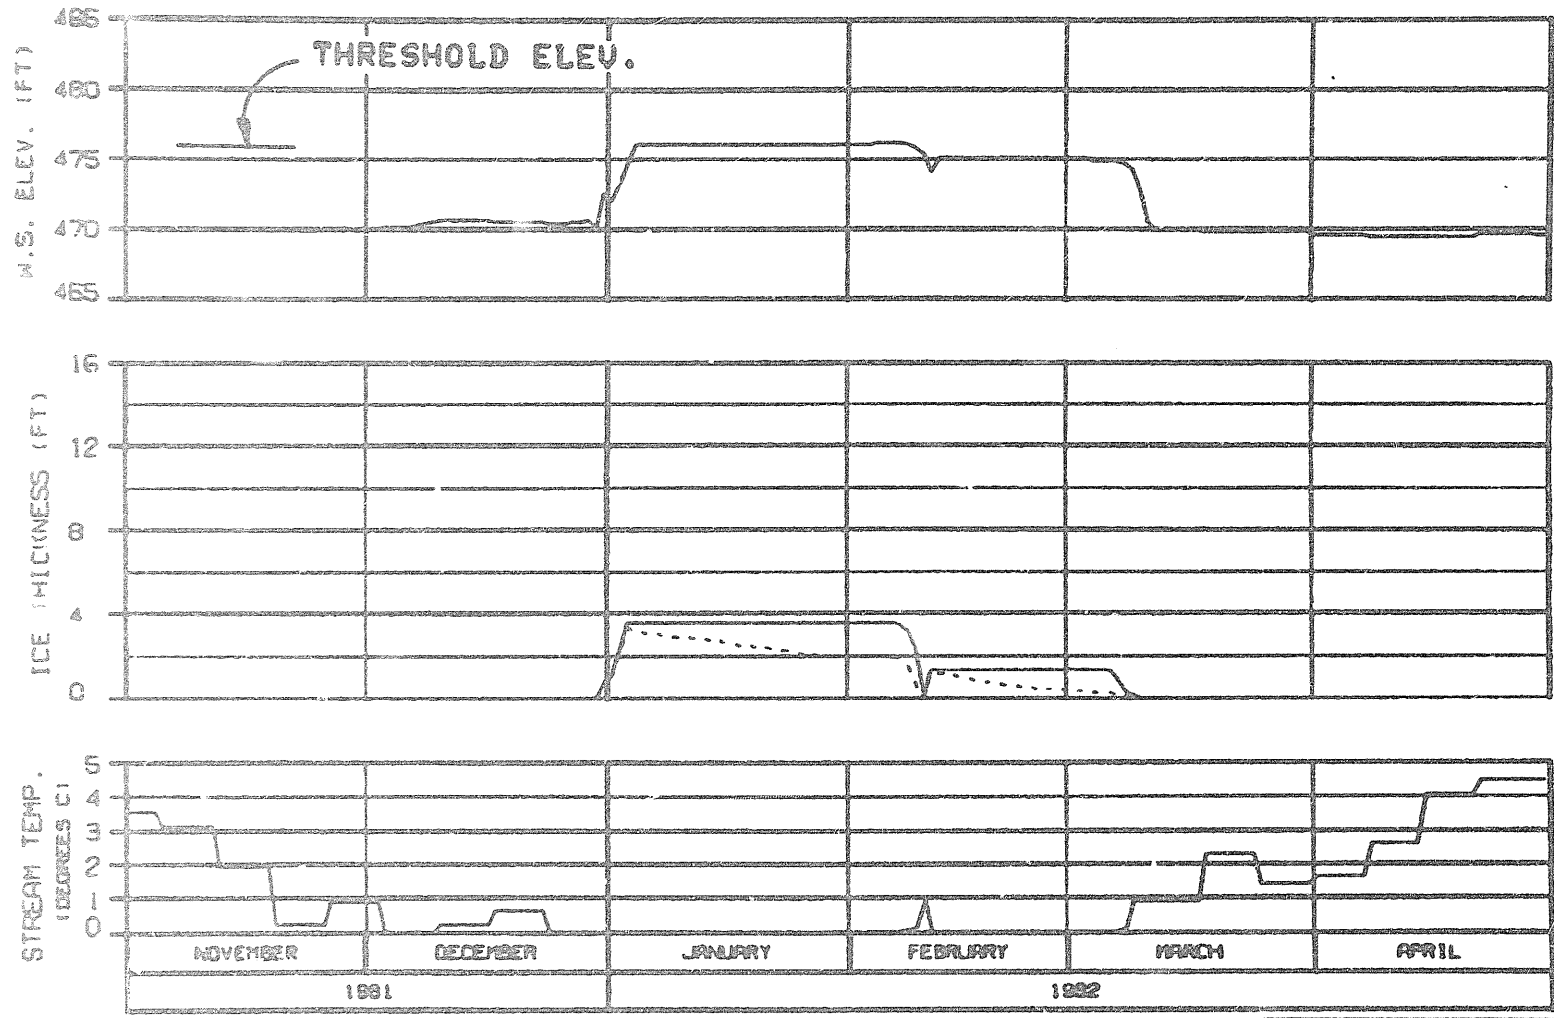 485
THRESHOLD ELEV.
480
475
470
465
W.S. ELEV. (FT)
16
12
8
4
0
ICE THICKNESS (FT)
5
4
3
2
1
0
STREAM TEMP.
(DEGREES C)
NOVEMBER DECEMBER JANUARY FEBRUARY MARCH APRIL
1981 1982